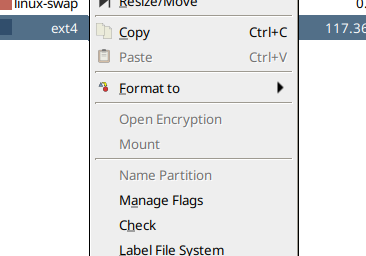 linux-swap Resize/Move 0.
Copy Ctrl+C
ext4 117.36
Paste Ctrl+V
Format to
Open Encryption
Mount
Name Partition
Manage Flags
Check
Label File System